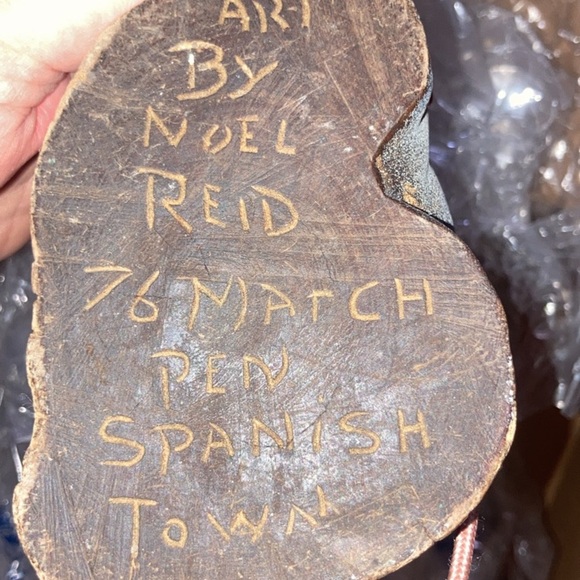 ART
By
NOEL
REID
76 MArCH
PEN
SPANiSH
TOWN